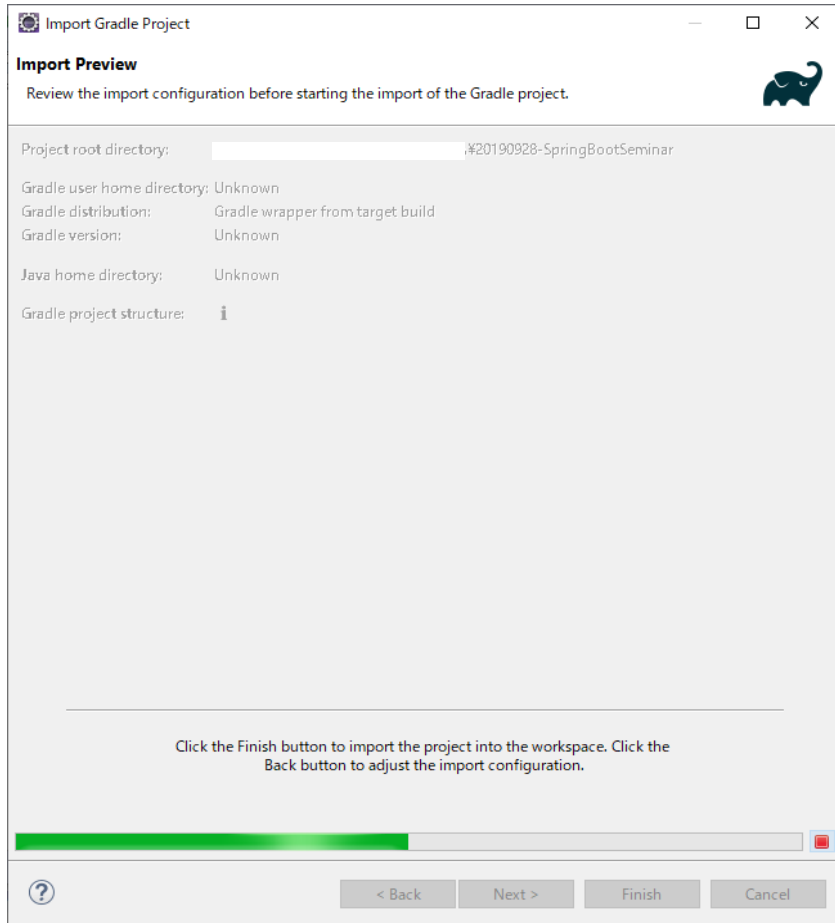 Import Gradle Project
Import Preview
Review the import configuration before starting the import of the Gradle project.
Project root directory: ¥20190928-SpringBootSeminar
Gradle user home directory: Unknown
Gradle distribution: Gradle wrapper from target build
Gradle version: Unknown
Java home directory: Unknown
Gradle project structure:
Click the Finish button to import the project into the workspace. Click the
Back button to adjust the import configuration.
< Back Next > Finish Cancel